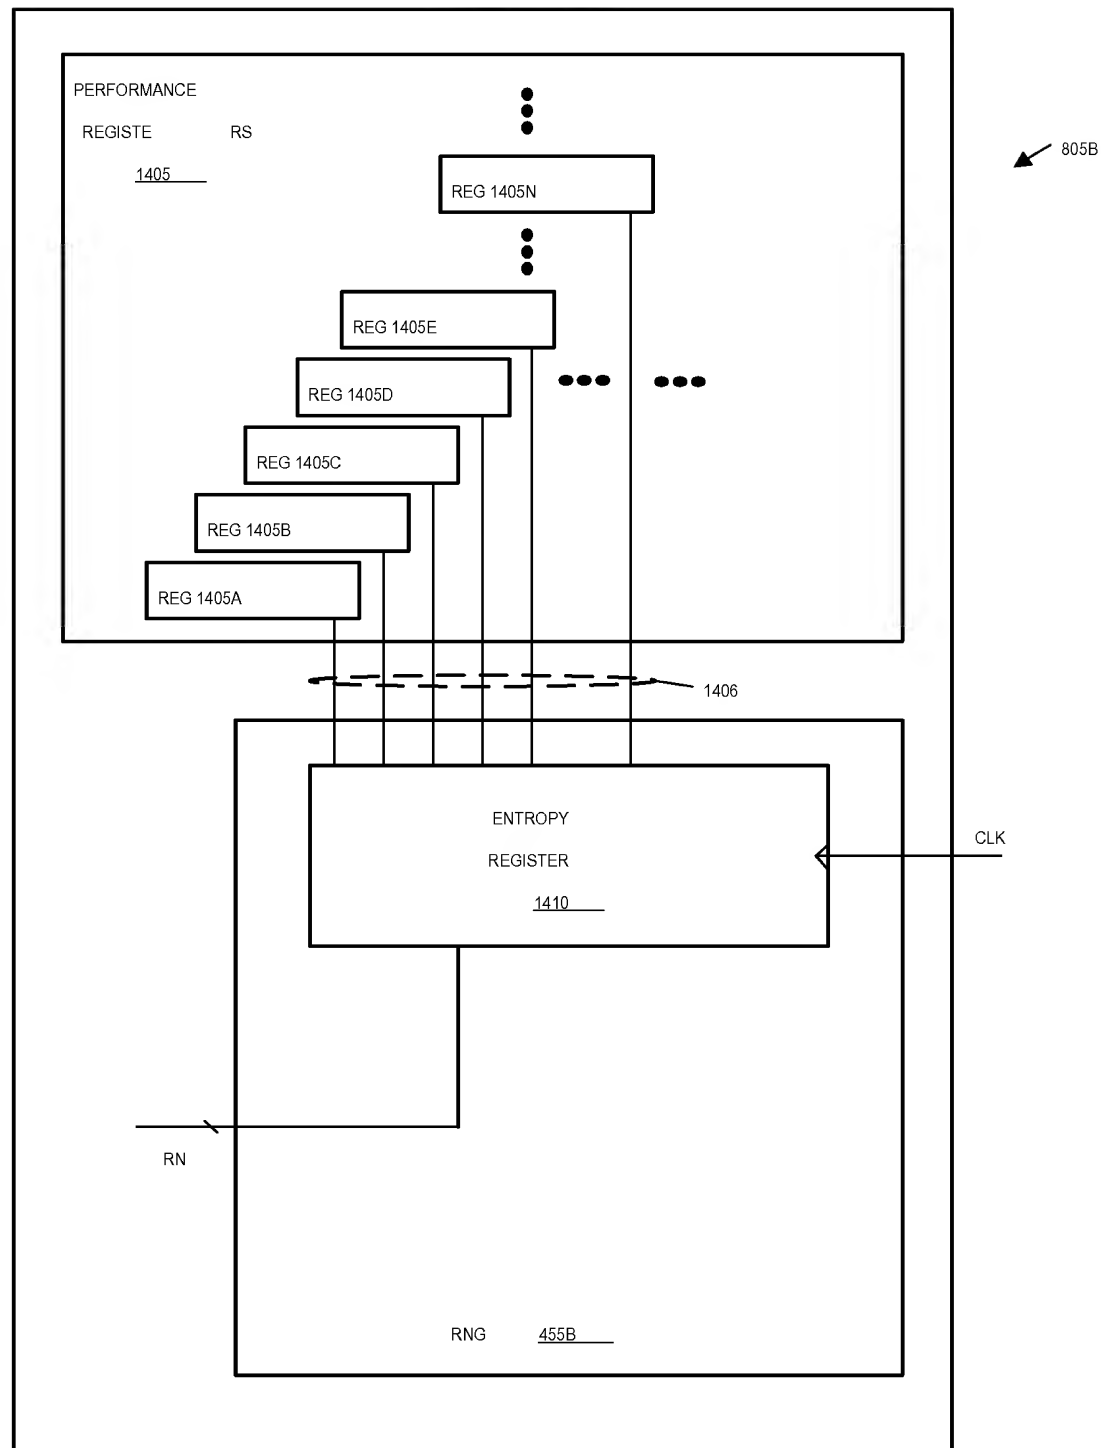 PERFORMANCE
REGISTE RS
1405
805B
REG 1405N
REG 1405E
REG 1405D
REG 1405C
REG 1405B
REG 1405A
1406
ENTROPY
REGISTER
1410
CLK
RN
RNG 455B